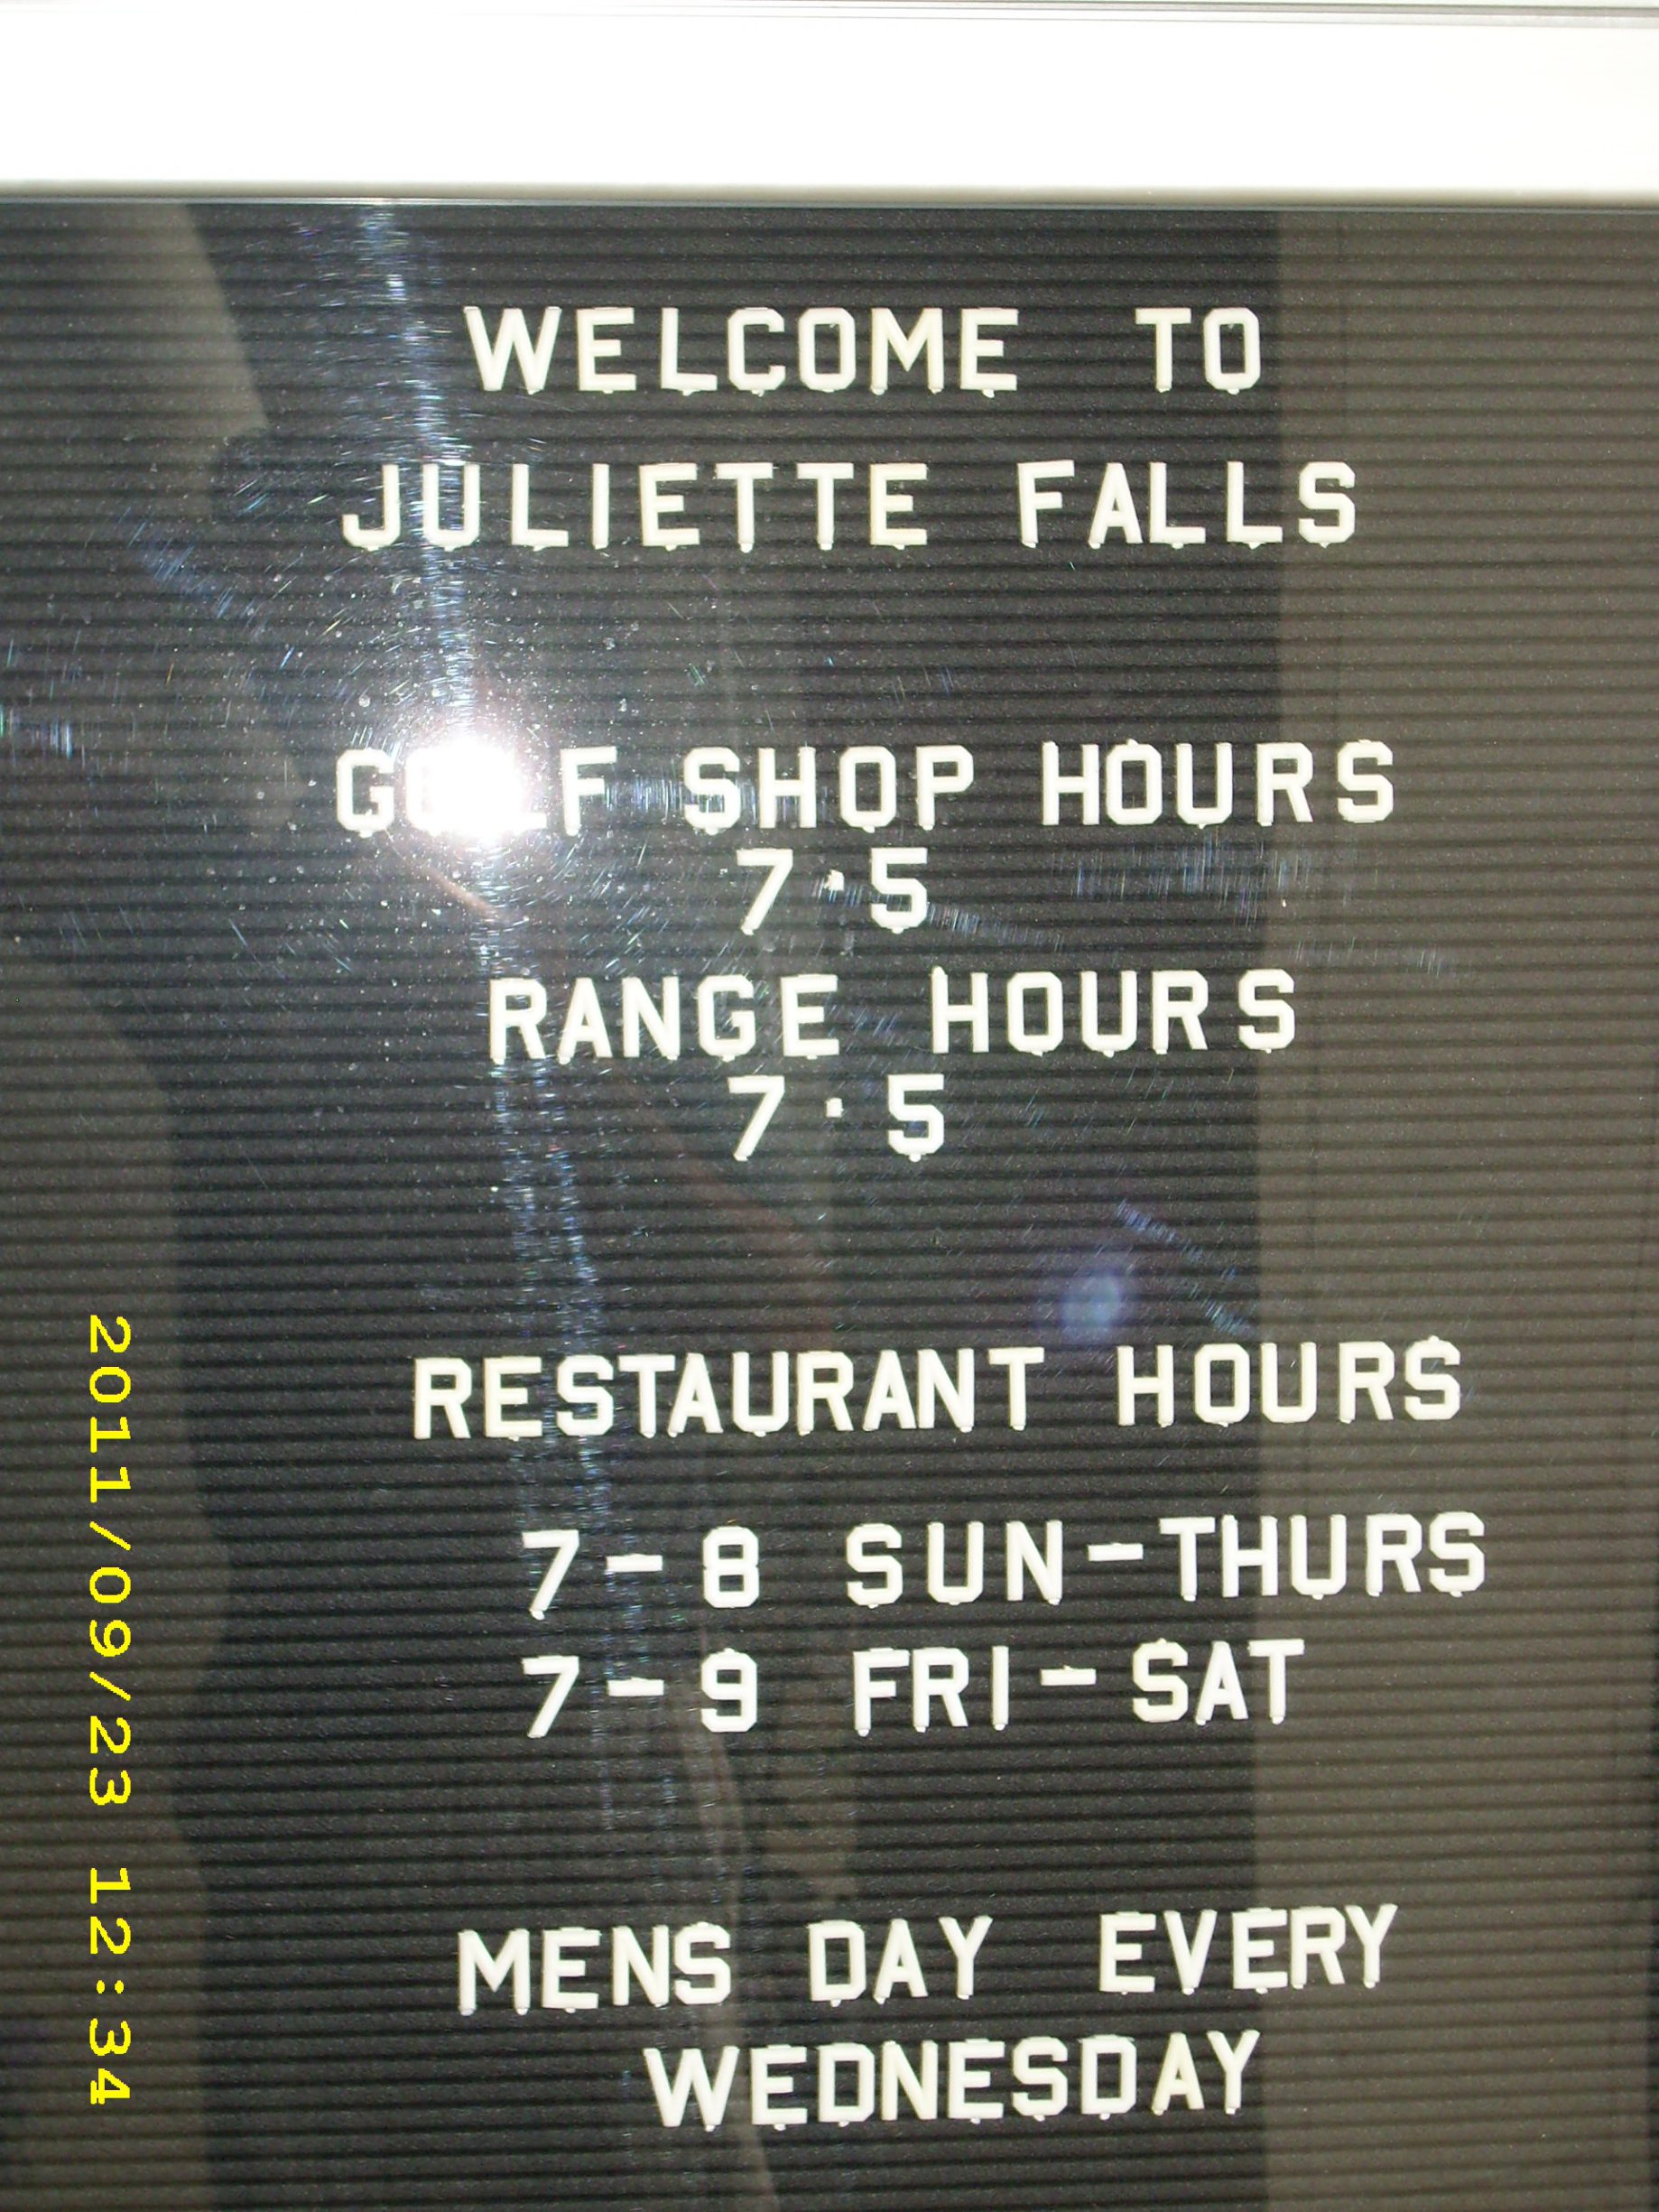 WELCOME TO
JULIETTE FALLS
GOLF SHOP HOURS
7·5
RANGE HOURS
7·5
RESTAURANT HOURS
7-8 SUN-THURS
7-9 FRI-SAT
MENS DAY EVERY
WEDNESDAY
2011/09/23 12:34